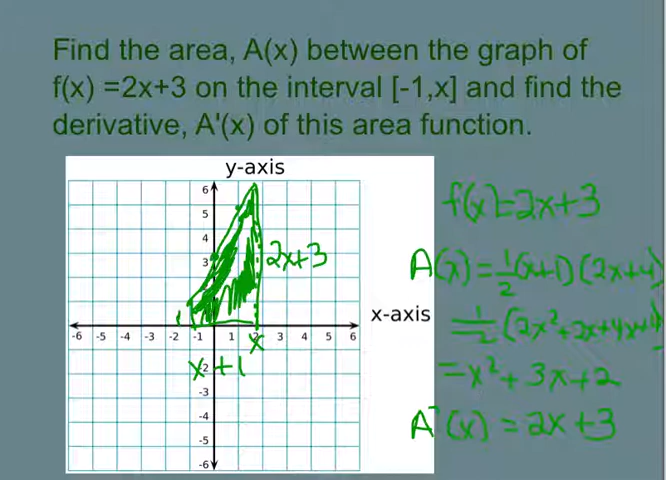 Find the area, A(x) between the graph of
f(x) =2x+3 on the interval [-1,x] and find the
derivative, A'(x) of this area function.
y-axis
6
5
4
3
2x+3
1
x-axis
-6 -5 -4 -3 -2 -1 1 2 3 4 5 6
x
x+1
-2
-3
-4
-5
-6
f(x)=2x+3
A(x) = 1/2(x+1)(2x+4)
= 1/2(2x²+2x+4x+
= x² + 3x + 2
A'(x) = 2x+3